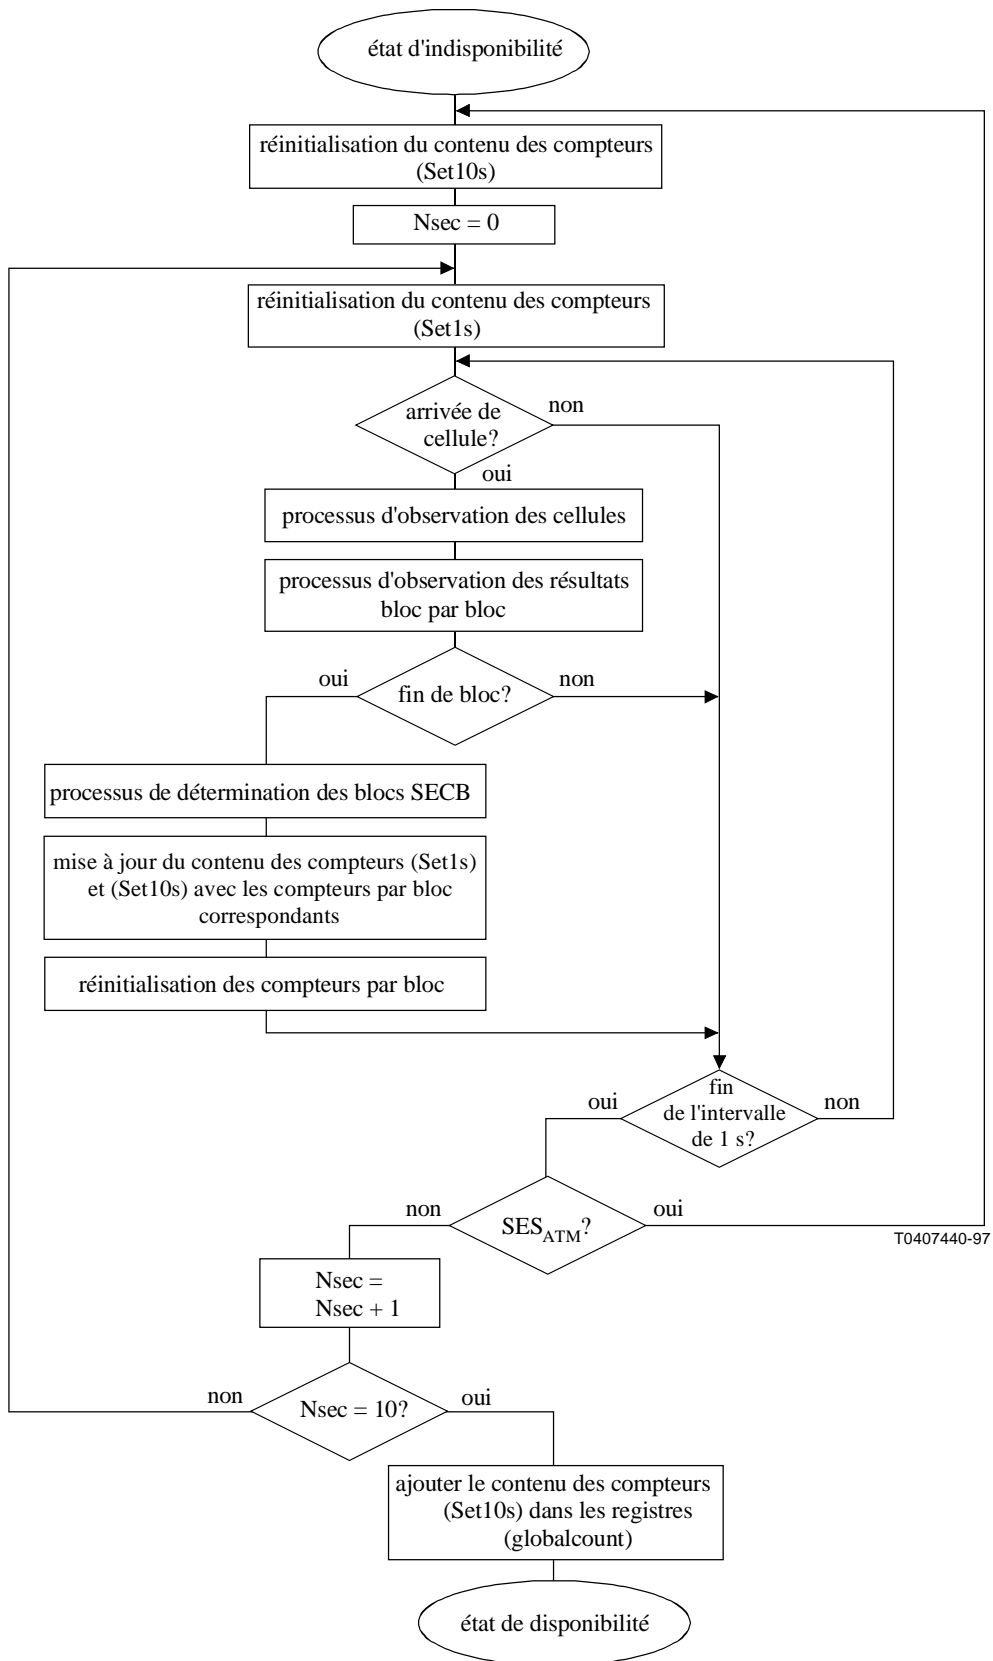 état d'indisponibilité
réinitialisation du contenu des compteurs
(Set10s)
Nsec = 0
réinitialisation du contenu des compteurs
(Set1s)
arrivée de
cellule?
non
oui
processus d'observation des cellules
processus d'observation des résultats
bloc par bloc
oui
fin de bloc?
non
processus de détermination des blocs SECB
mise à jour du contenu des compteurs (Set1s)
et (Set10s) avec les compteurs par bloc
correspondants
réinitialisation des compteurs par bloc
oui
fin
de l'intervalle
de 1 s?
non
non
SES_ATM?
oui
T0407440-97
Nsec =
Nsec + 1
non
Nsec = 10?
oui
ajouter le contenu des compteurs
(Set10s) dans les registres
(globalcount)
état de disponibilité